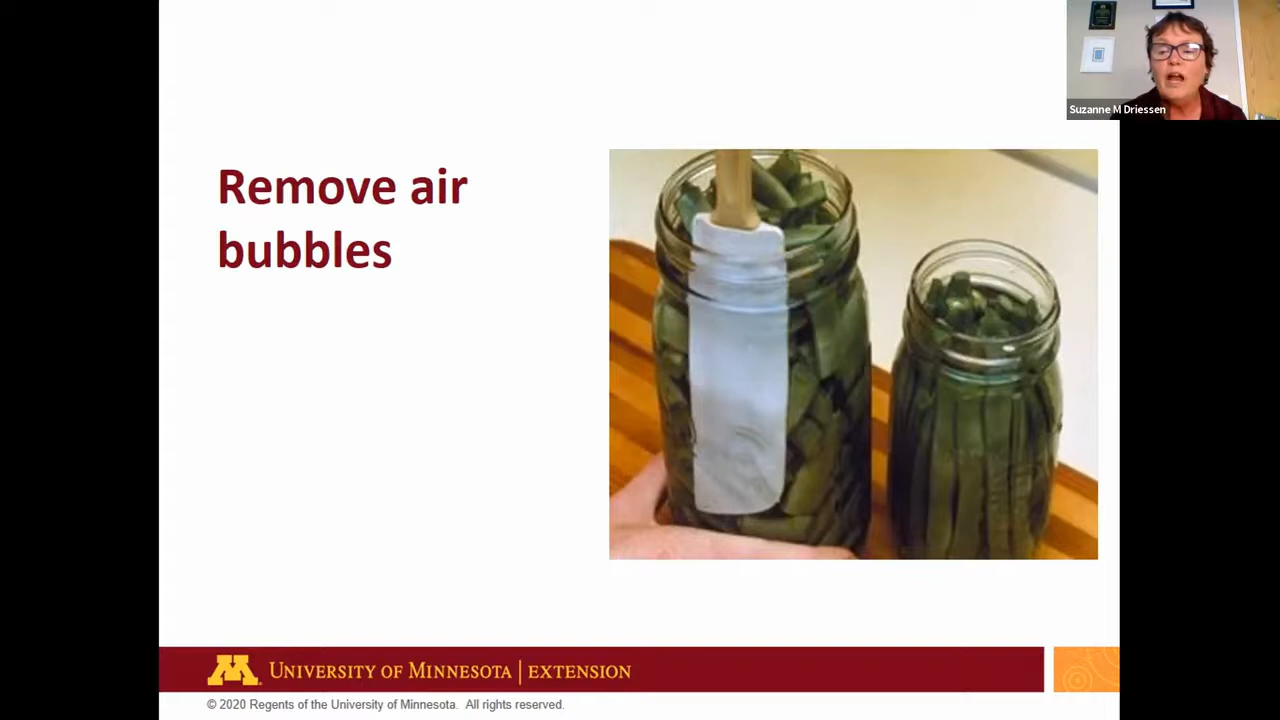 Suzanne M Driessen
Remove air
bubbles
M
UNIVERSITY OF MINNESOTA | EXTENSION
© 2020 Regents of the University of Minnesota. All rights reserved.